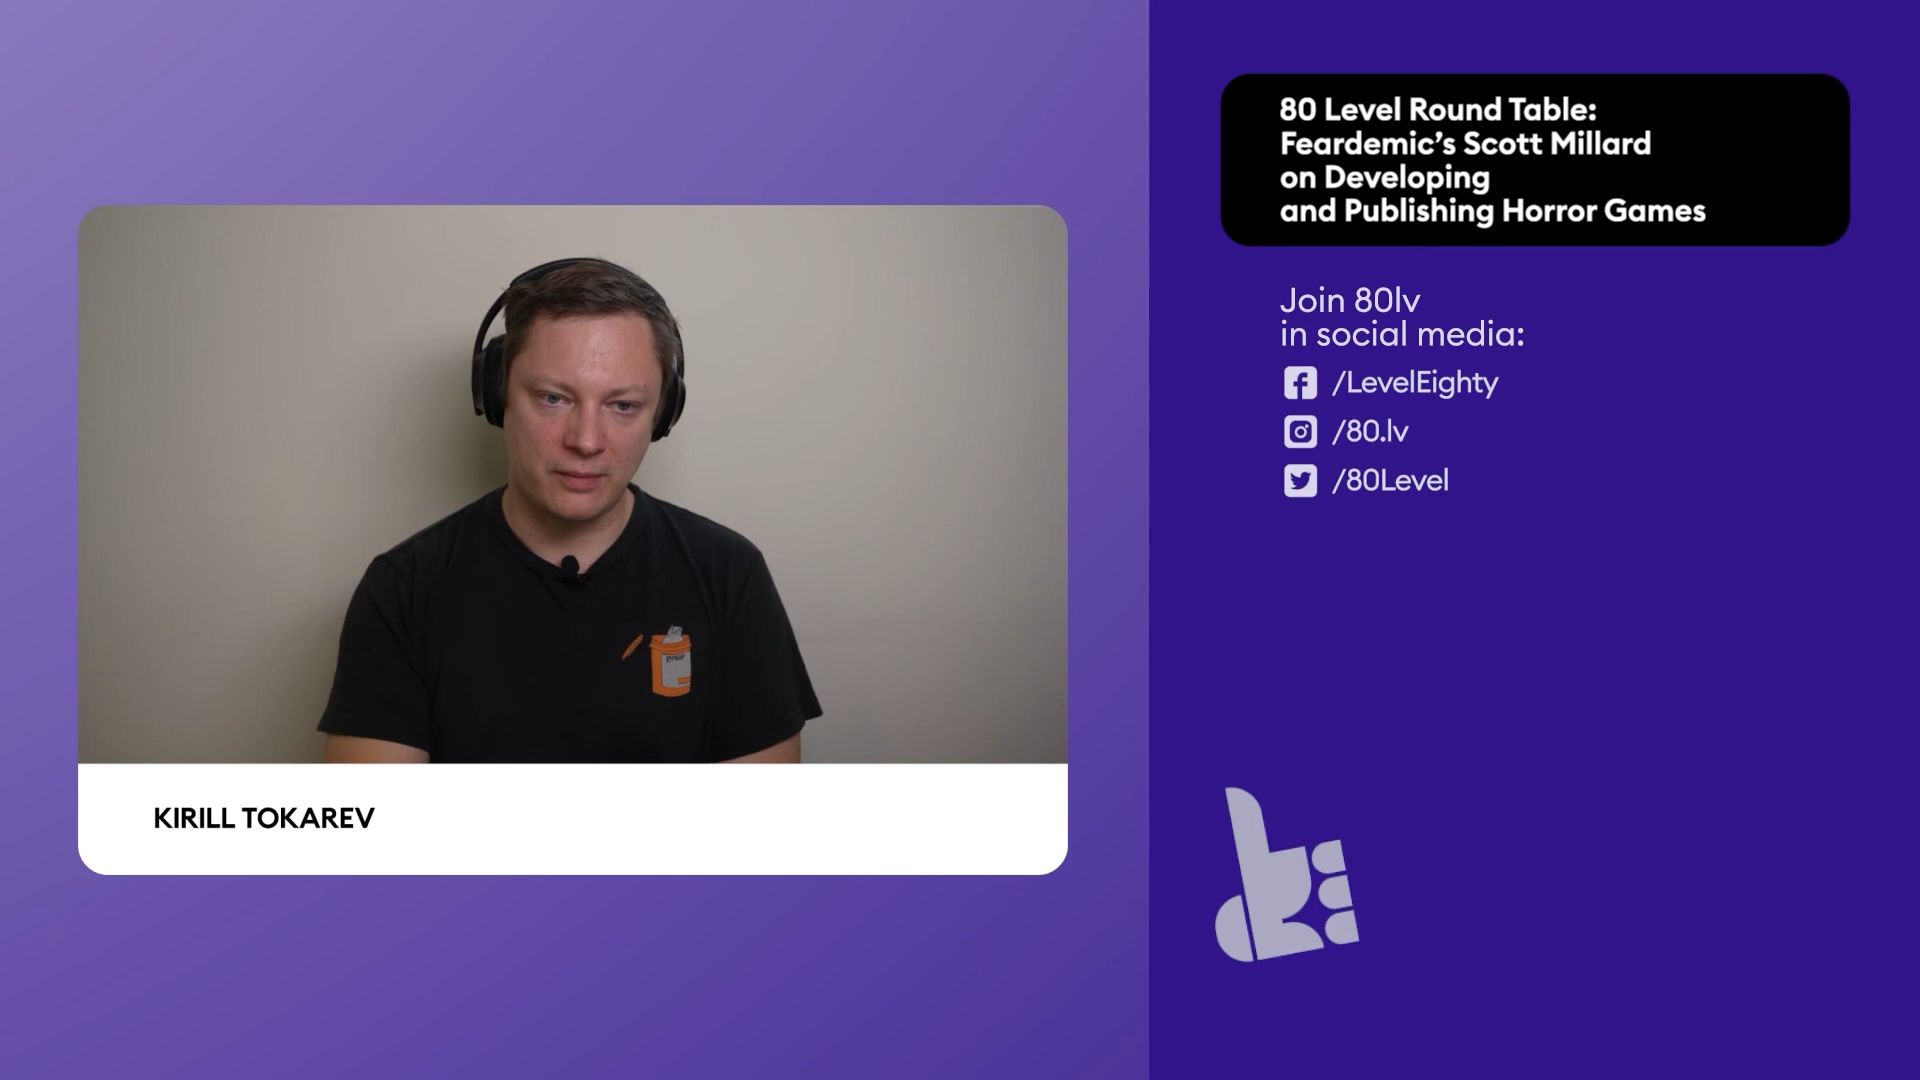 80 Level Round Table:
Feardemic’s Scott Millard
on Developing
and Publishing Horror Games
Join 80lv
in social media:
/LevelEighty
/80.lv
/80Level
KIRILL TOKAREV